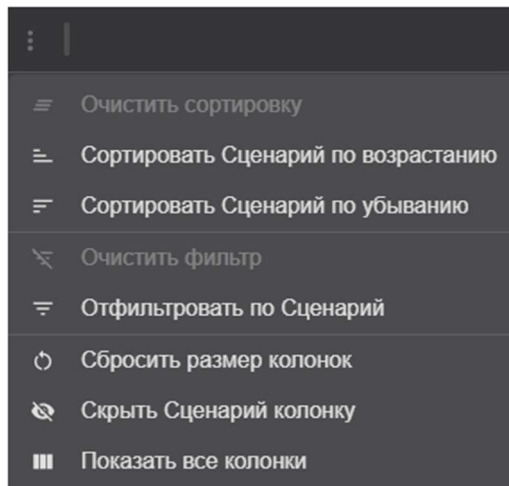 Очистить сортировку
Сортировать Сценарий по возрастанию
Сортировать Сценарий по убыванию
Очистить фильтр
Отфильтровать по Сценарий
Сбросить размер колонок
Скрыть Сценарий колонку
Показать все колонки